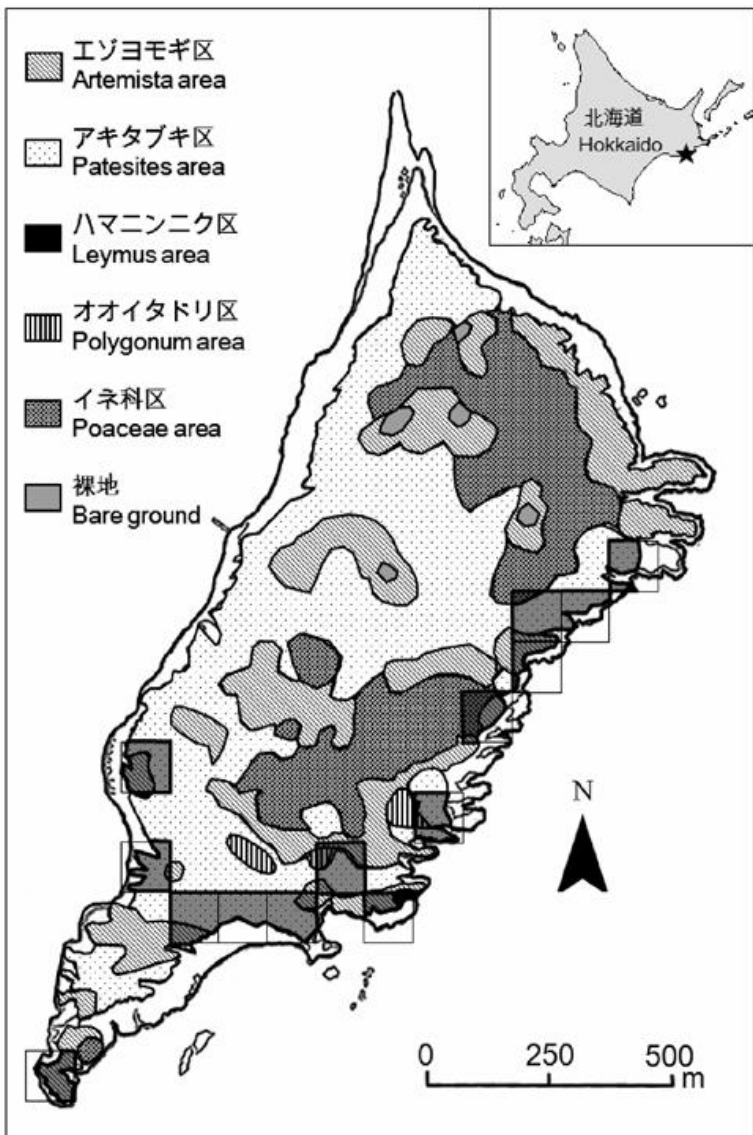 エゾヨモギ区
Artemista area
アキタブキ区
Patesites area
ハマニンニク区
Leymus area
オオイタドリ区
Polygonum area
イネ科区
Poaceae area
裸地
Bare ground
北海道
Hokkaido
N
0 250 500
m